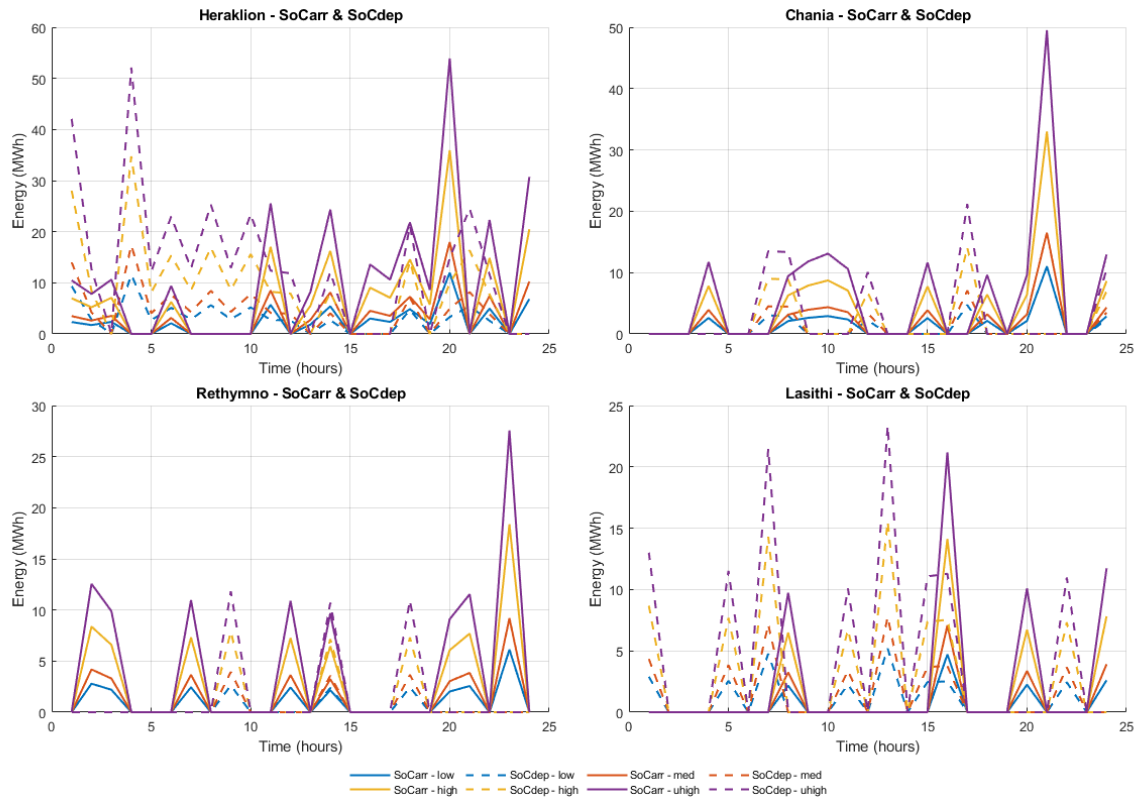 Heraklion - SoCarr & SoCdep
Energy (MWh)
60
50
40
30
20
10
0
0 5 10 15 20 25
Time (hours)
Chania - SoCarr & SoCdep
Energy (MWh)
50
40
30
20
10
0
0 5 10 15 20 25
Time (hours)
Rethymno - SoCarr & SoCdep
Energy (MWh)
30
25
20
15
10
5
0
0 5 10 15 20 25
Time (hours)
Lasithi - SoCarr & SoCdep
Energy (MWh)
25
20
15
10
5
0
0 5 10 15 20 25
Time (hours)
SoCarr - low SoCdep - low SoCarr - med SoCdep - med
SoCarr - high SoCdep - high SoCarr - uhigh SoCdep - uhigh